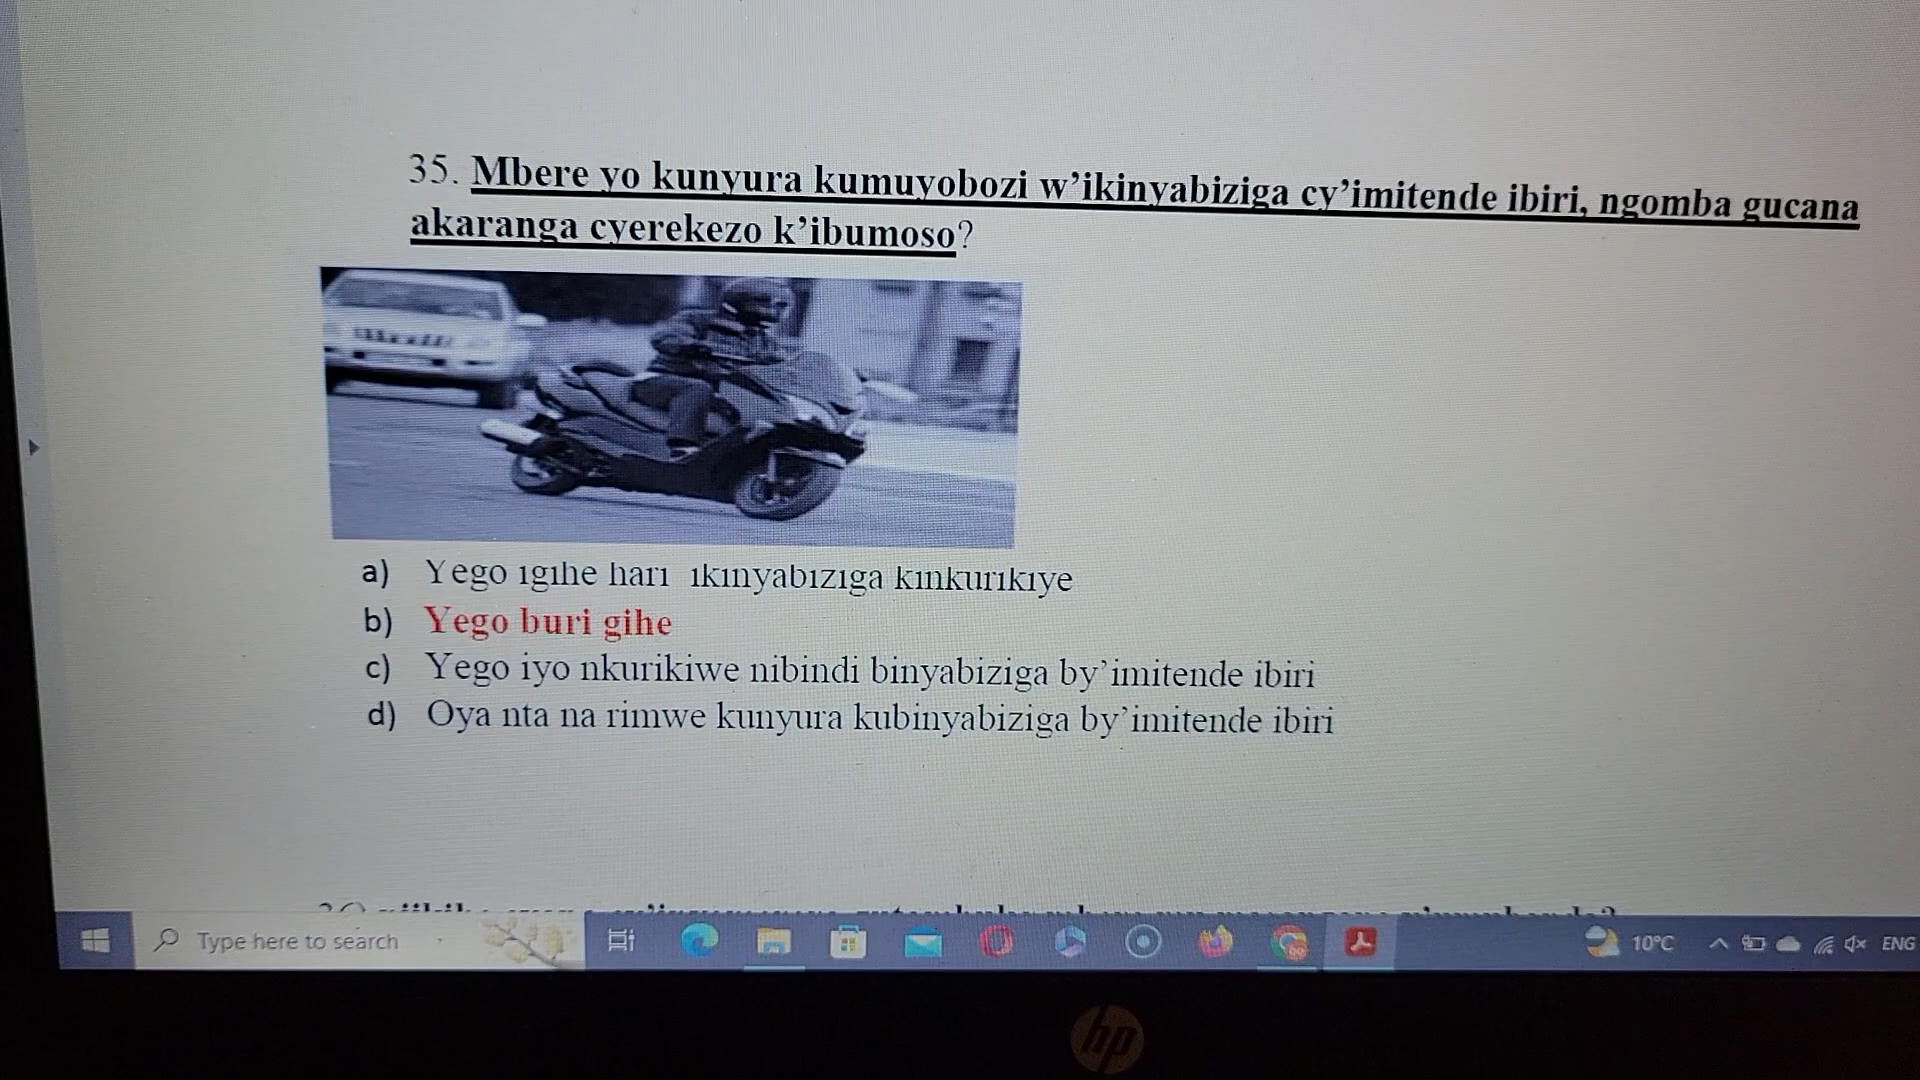 35. Mbere yo kunyura kumuyobozi w’ikinyabiziga cy’imitende ibiri, ngomba gucana
akaranga cyerekezo k’ibumoso?
a) Yego igihe hari ikinyabiziga kinkurikiye
b) Yego buri gihe
c) Yego iyo nkurikiwe nibindi binyabiziga by’imitende ibiri
d) Oya nta na rimwe kunyura kubinyabiziga by’imitende ibiri
Type here to search
10°C
ENG
hp